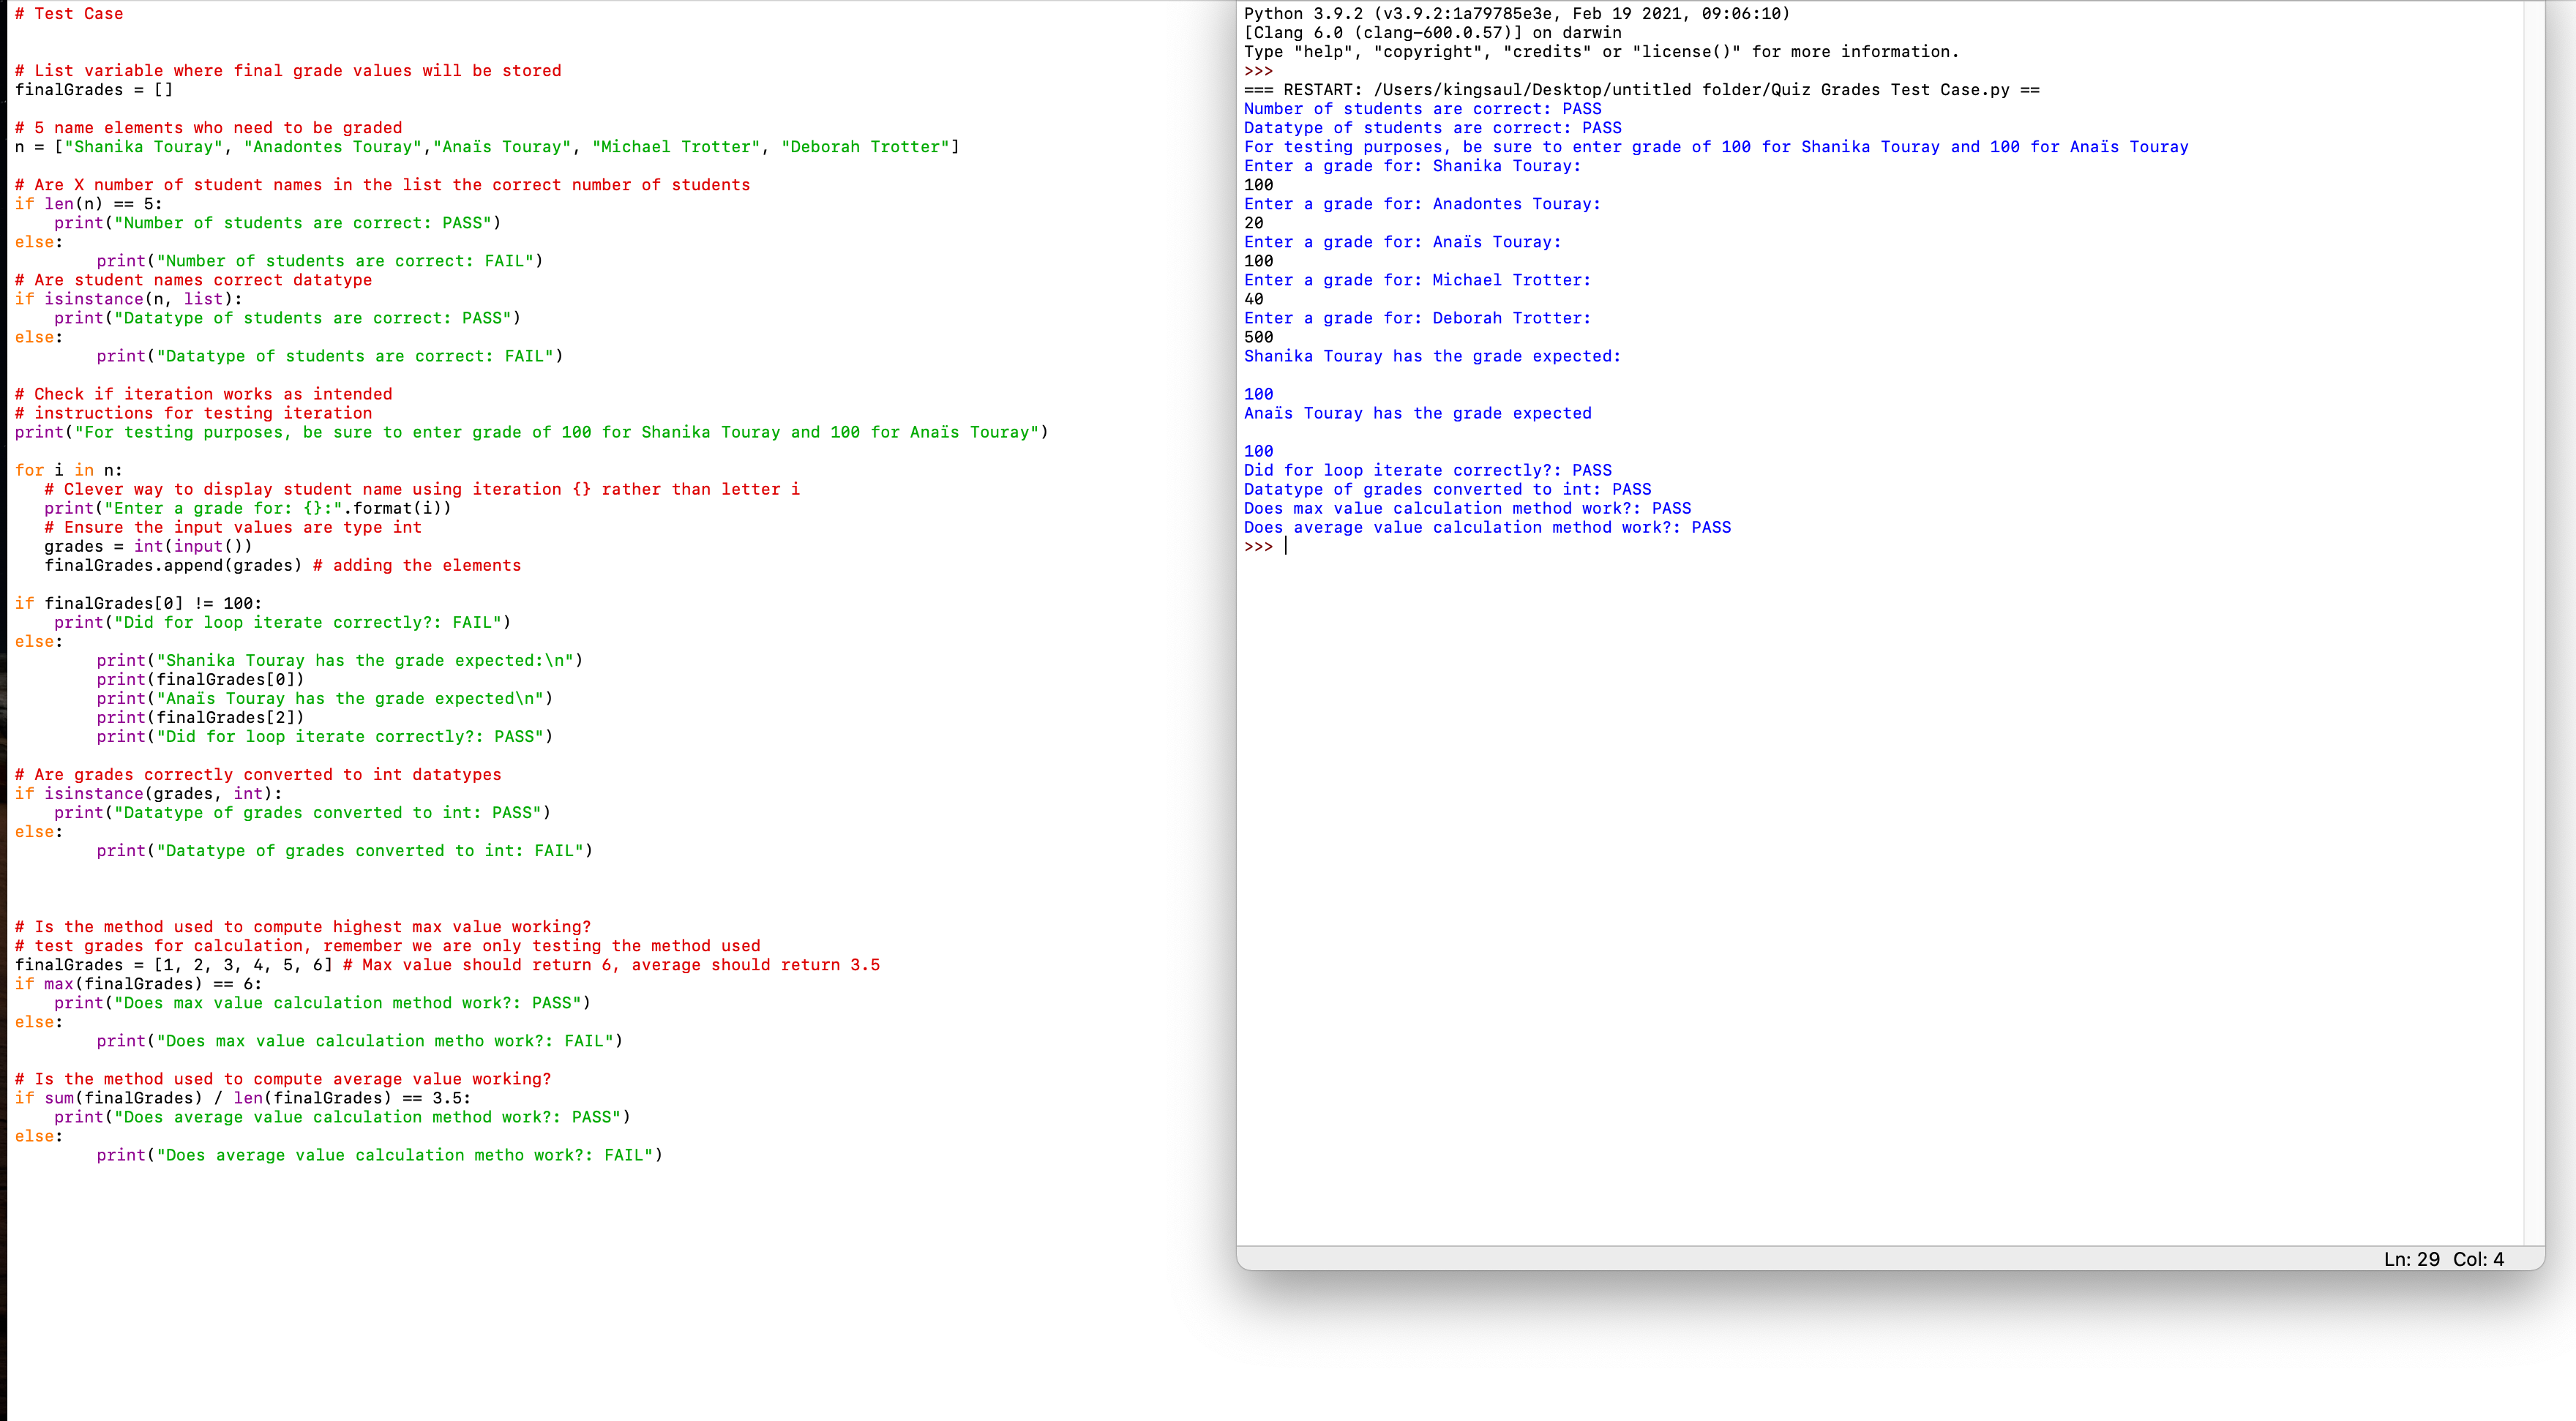 # Test Case
# List variable where final grade values will be stored
finalGrades = []
# 5 name elements who need to be graded
n = ["Shanika Touray", "Anadontes Touray","Anaïs Touray", "Michael Trotter", "Deborah Trotter"]
# Are X number of student names in the list the correct number of students
if len(n) == 5:
    print("Number of students are correct: PASS")
else:
        print("Number of students are correct: FAIL")
# Are student names correct datatype
if isinstance(n, list):
    print("Datatype of students are correct: PASS")
else:
        print("Datatype of students are correct: FAIL")
# Check if iteration works as intended
# instructions for testing iteration
print("For testing purposes, be sure to enter grade of 100 for Shanika Touray and 100 for Anaïs Touray")
for i in n:
   # Clever way to display student name using iteration {} rather than letter i
   print("Enter a grade for: {}:".format(i))
   # Ensure the input values are type int
   grades = int(input())
   finalGrades.append(grades) # adding the elements
if finalGrades[0] != 100:
    print("Did for loop iterate correctly?: FAIL")
else:
        print("Shanika Touray has the grade expected:\n")
        print(finalGrades[0])
        print("Anaïs Touray has the grade expected\n")
        print(finalGrades[2])
        print("Did for loop iterate correctly?: PASS")
# Are grades correctly converted to int datatypes
if isinstance(grades, int):
    print("Datatype of grades converted to int: PASS")
else:
        print("Datatype of grades converted to int: FAIL")
# Is the method used to compute highest max value working?
# test grades for calculation, remember we are only testing the method used
finalGrades = [1, 2, 3, 4, 5, 6] # Max value should return 6, average should return 3.5
if max(finalGrades) == 6:
    print("Does max value calculation method work?: PASS")
else:
        print("Does max value calculation metho work?: FAIL")
# Is the method used to compute average value working?
if sum(finalGrades) / len(finalGrades) == 3.5:
    print("Does average value calculation method work?: PASS")
else:
        print("Does average value calculation metho work?: FAIL")
Python 3.9.2 (v3.9.2:1a79785e3e, Feb 19 2021, 09:06:10)
[Clang 6.0 (clang-600.0.57)] on darwin
Type "help", "copyright", "credits" or "license()" for more information.
>>>
=== RESTART: /Users/kingsaul/Desktop/untitled folder/Quiz Grades Test Case.py ==
Number of students are correct: PASS
Datatype of students are correct: PASS
For testing purposes, be sure to enter grade of 100 for Shanika Touray and 100 for Anaïs Touray
Enter a grade for: Shanika Touray:
100
Enter a grade for: Anadontes Touray:
20
Enter a grade for: Anaïs Touray:
100
Enter a grade for: Michael Trotter:
40
Enter a grade for: Deborah Trotter:
500
Shanika Touray has the grade expected:
100
Anaïs Touray has the grade expected
100
Did for loop iterate correctly?: PASS
Datatype of grades converted to int: PASS
Does max value calculation method work?: PASS
Does average value calculation method work?: PASS
>>>
Ln: 29 Col: 4